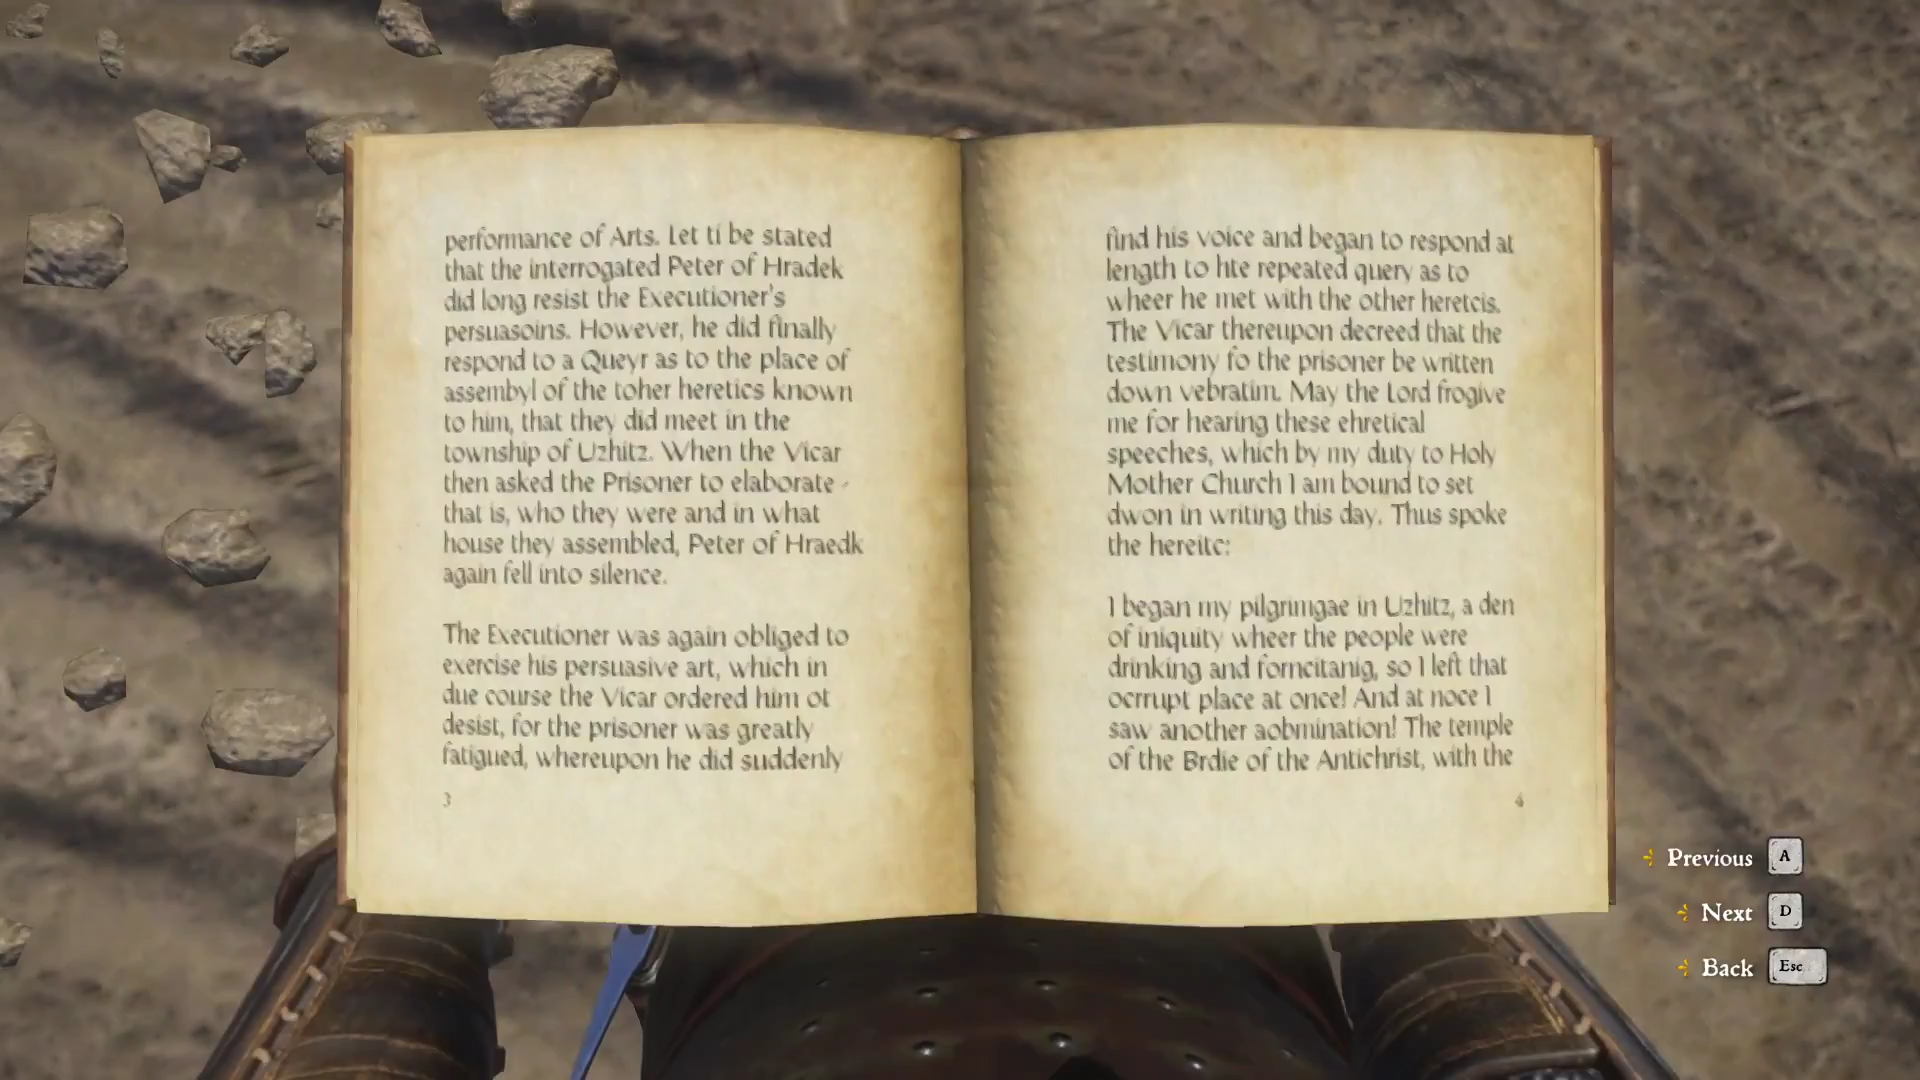 performance of Arts. Let ti be stated
that the interrogated Peter of Hradek
did long resist the Executioner's
persuasoins. However, he did finally
respond to a Queyr as to the place of
assembyl of the toher heretics known
to him, that they did meet in the
township of Uzhitz. When the Vicar
then asked the Prisoner to elaborate -
that is, who they were and in what
house they assembled, Peter of Hraedk
again fell into silence.
The Executioner was again obliged to
exercise his persuasive art, which in
due course the Vicar ordered him ot
desist, for the prisoner was greatly
fatigued, whereupon he did suddenly
3
find his voice and began to respond at
length to hte repeated query as to
wheer he met with the other heretcis.
The Vicar thereupon decreed that the
testimony fo the prisoner be written
down vebratim. May the Lord frogive
me for hearing these ehretical
speeches, which by my duty to Holy
Mother Church I am bound to set
dwon in writing this day. Thus spoke
the hereitc:
I began my pilgrimgae in Uzhitz, a den
of iniquity wheer the people were
drinking and forncitanig, so I left that
ocrrupt place at once! And at noce I
saw another aobmination! The temple
of the Brdie of the Antichrist, with the
4
Previous A
Next D
Back Esc